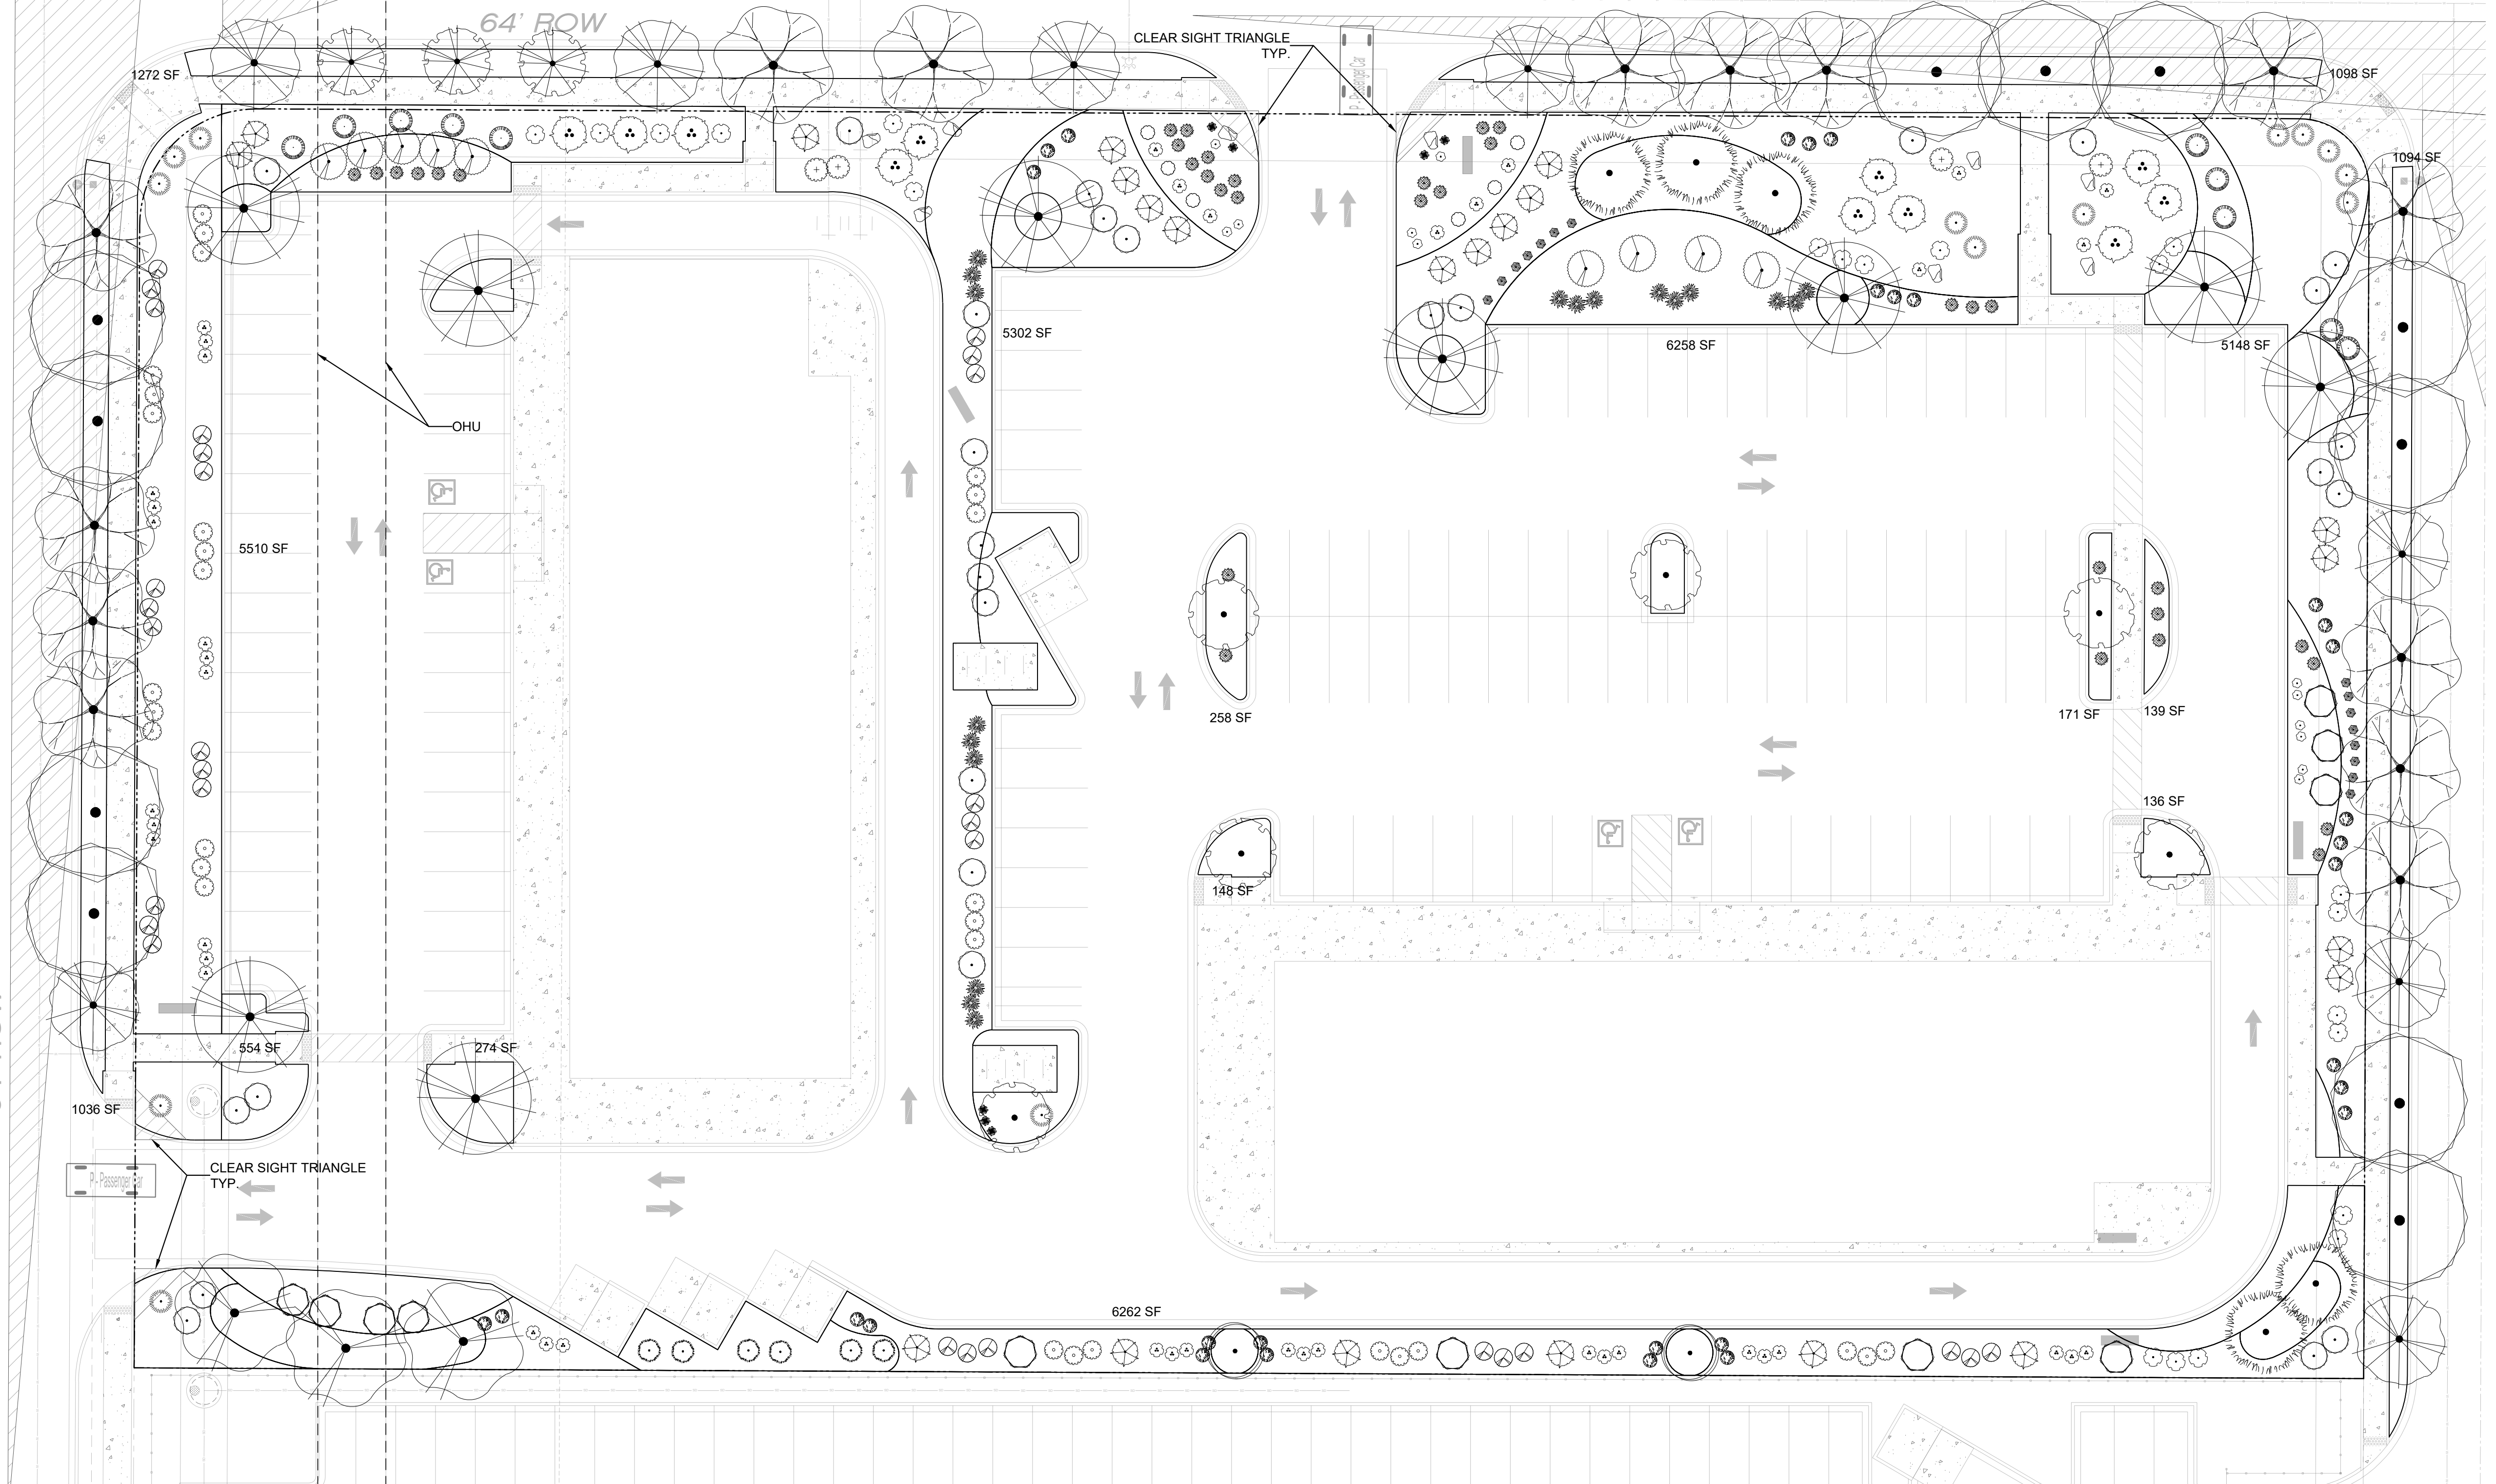 64' ROW
CLEAR SIGHT TRIANGLE
TYP.
1272 SF
1098 SF
1094 SF
5302 SF
6258 SF
5148 SF
OHU
5510 SF
258 SF
171 SF
139 SF
136 SF
148 SF
554 SF
274 SF
1036 SF
CLEAR SIGHT TRIANGLE
TYP.
P - Passenger Car
6262 SF